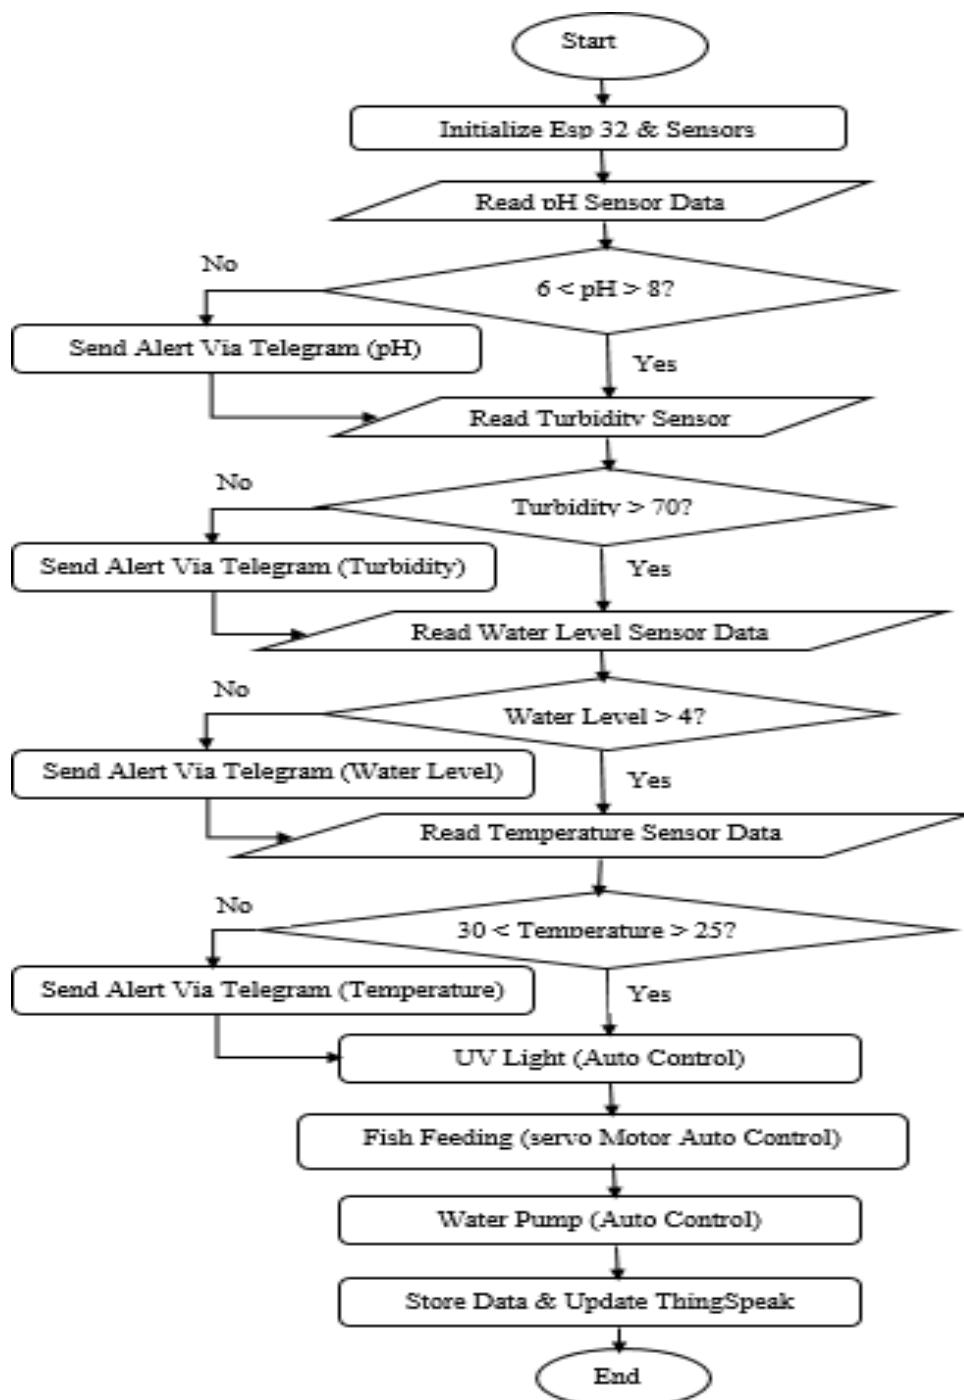 Start
Initialize Esp 32 & Sensors
Read pH Sensor Data
6 < pH > 8?
No
Send Alert Via Telegram (pH)
Yes
Read Turbidity Sensor
Turbidity > 70?
No
Send Alert Via Telegram (Turbidity)
Yes
Read Water Level Sensor Data
Water Level > 4?
No
Send Alert Via Telegram (Water Level)
Yes
Read Temperature Sensor Data
30 < Temperature > 25?
No
Send Alert Via Telegram (Temperature)
Yes
UV Light (Auto Control)
Fish Feeding (servo Motor Auto Control)
Water Pump (Auto Control)
Store Data & Update ThingSpeak
End